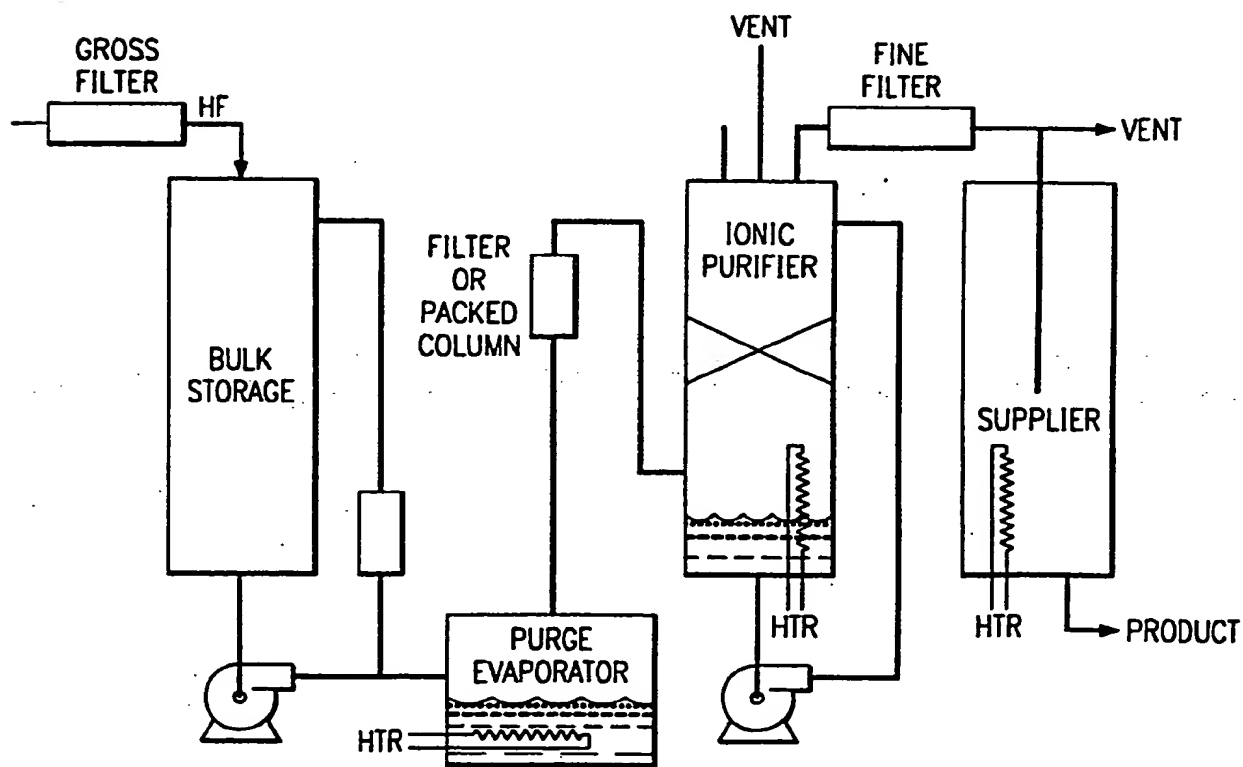 GROSS
FILTER
HF
BULK
STORAGE
FILTER
OR
PACKED
COLUMN
PURGE
EVAPORATOR
HTR
VENT
IONIC
PURIFIER
HTR
FINE
FILTER
VENT
SUPPLIER
HTR
PRODUCT